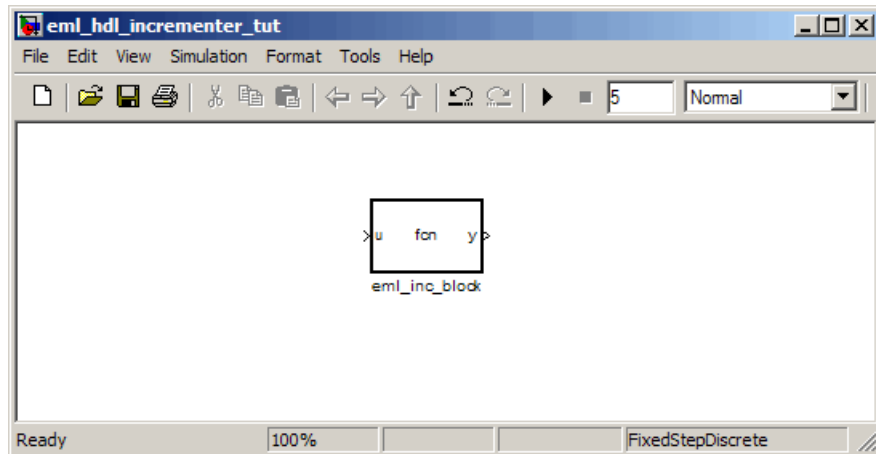 eml_hdl_incrementer_tut
File Edit View Simulation Format Tools Help
5 Normal
u fcn y
eml_inc_block
Ready 100% FixedStepDiscrete